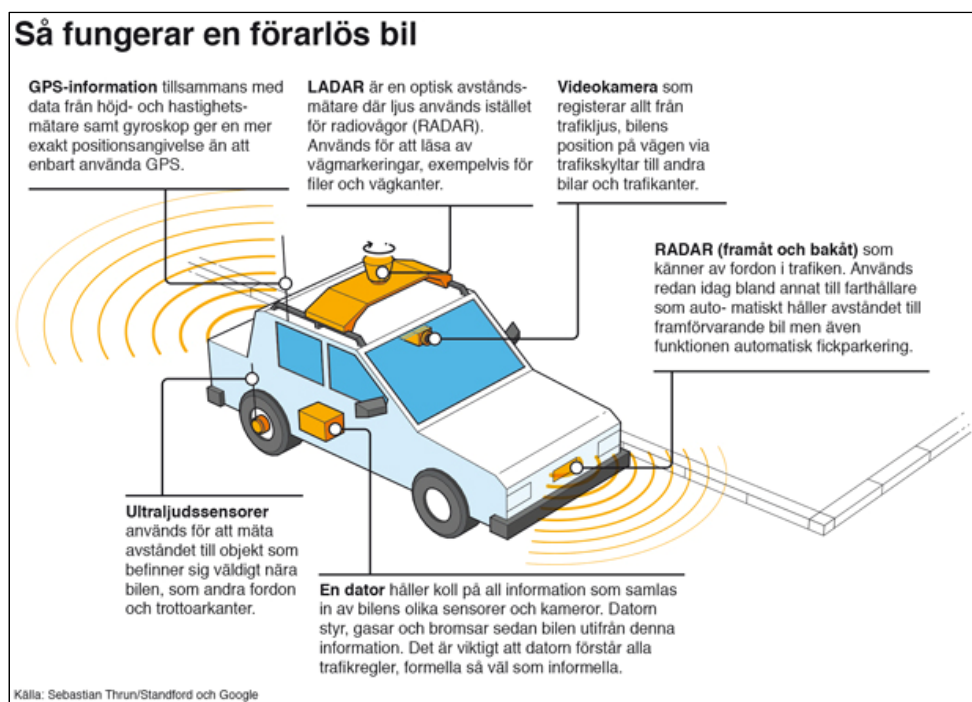 Så fungerar en förarlös bil
GPS-information tillsammans med
data från höjd- och hastighets-
mätare samt gyroskop ger en mer
exakt positionsangivelse än att
enbart använda GPS.
LADAR är en optisk avstånds-
mätare där ljus används istället
för radiovågor (RADAR).
Används för att läsa av
vägmarkeringar, exempelvis för
filer och vägkanter.
Videokamera som
registerar allt från
trafikljus, bilens
position på vägen via
trafikskyltar till andra
bilar och trafikanter.
RADAR (framåt och bakåt) som
känner av fordon i trafiken. Används
redan idag bland annat till farthållare
som auto- matiskt håller avståndet till
framförvarande bil men även
funktionen automatisk fickparkering.
Ultraljudssensorer
används för att mäta
avståndet till objekt som
befinner sig väldigt nära
bilen, som andra fordon
och trottoarkanter.
En dator håller koll på all information som samlas
in av bilens olika sensorer och kameror. Datorn
styr, gasar och bromsar sedan bilen utifrån denna
information. Det är viktigt att datorn förstår alla
trafikregler, formella så väl som informella.
Källa: Sebastian Thrun/Standford och Google